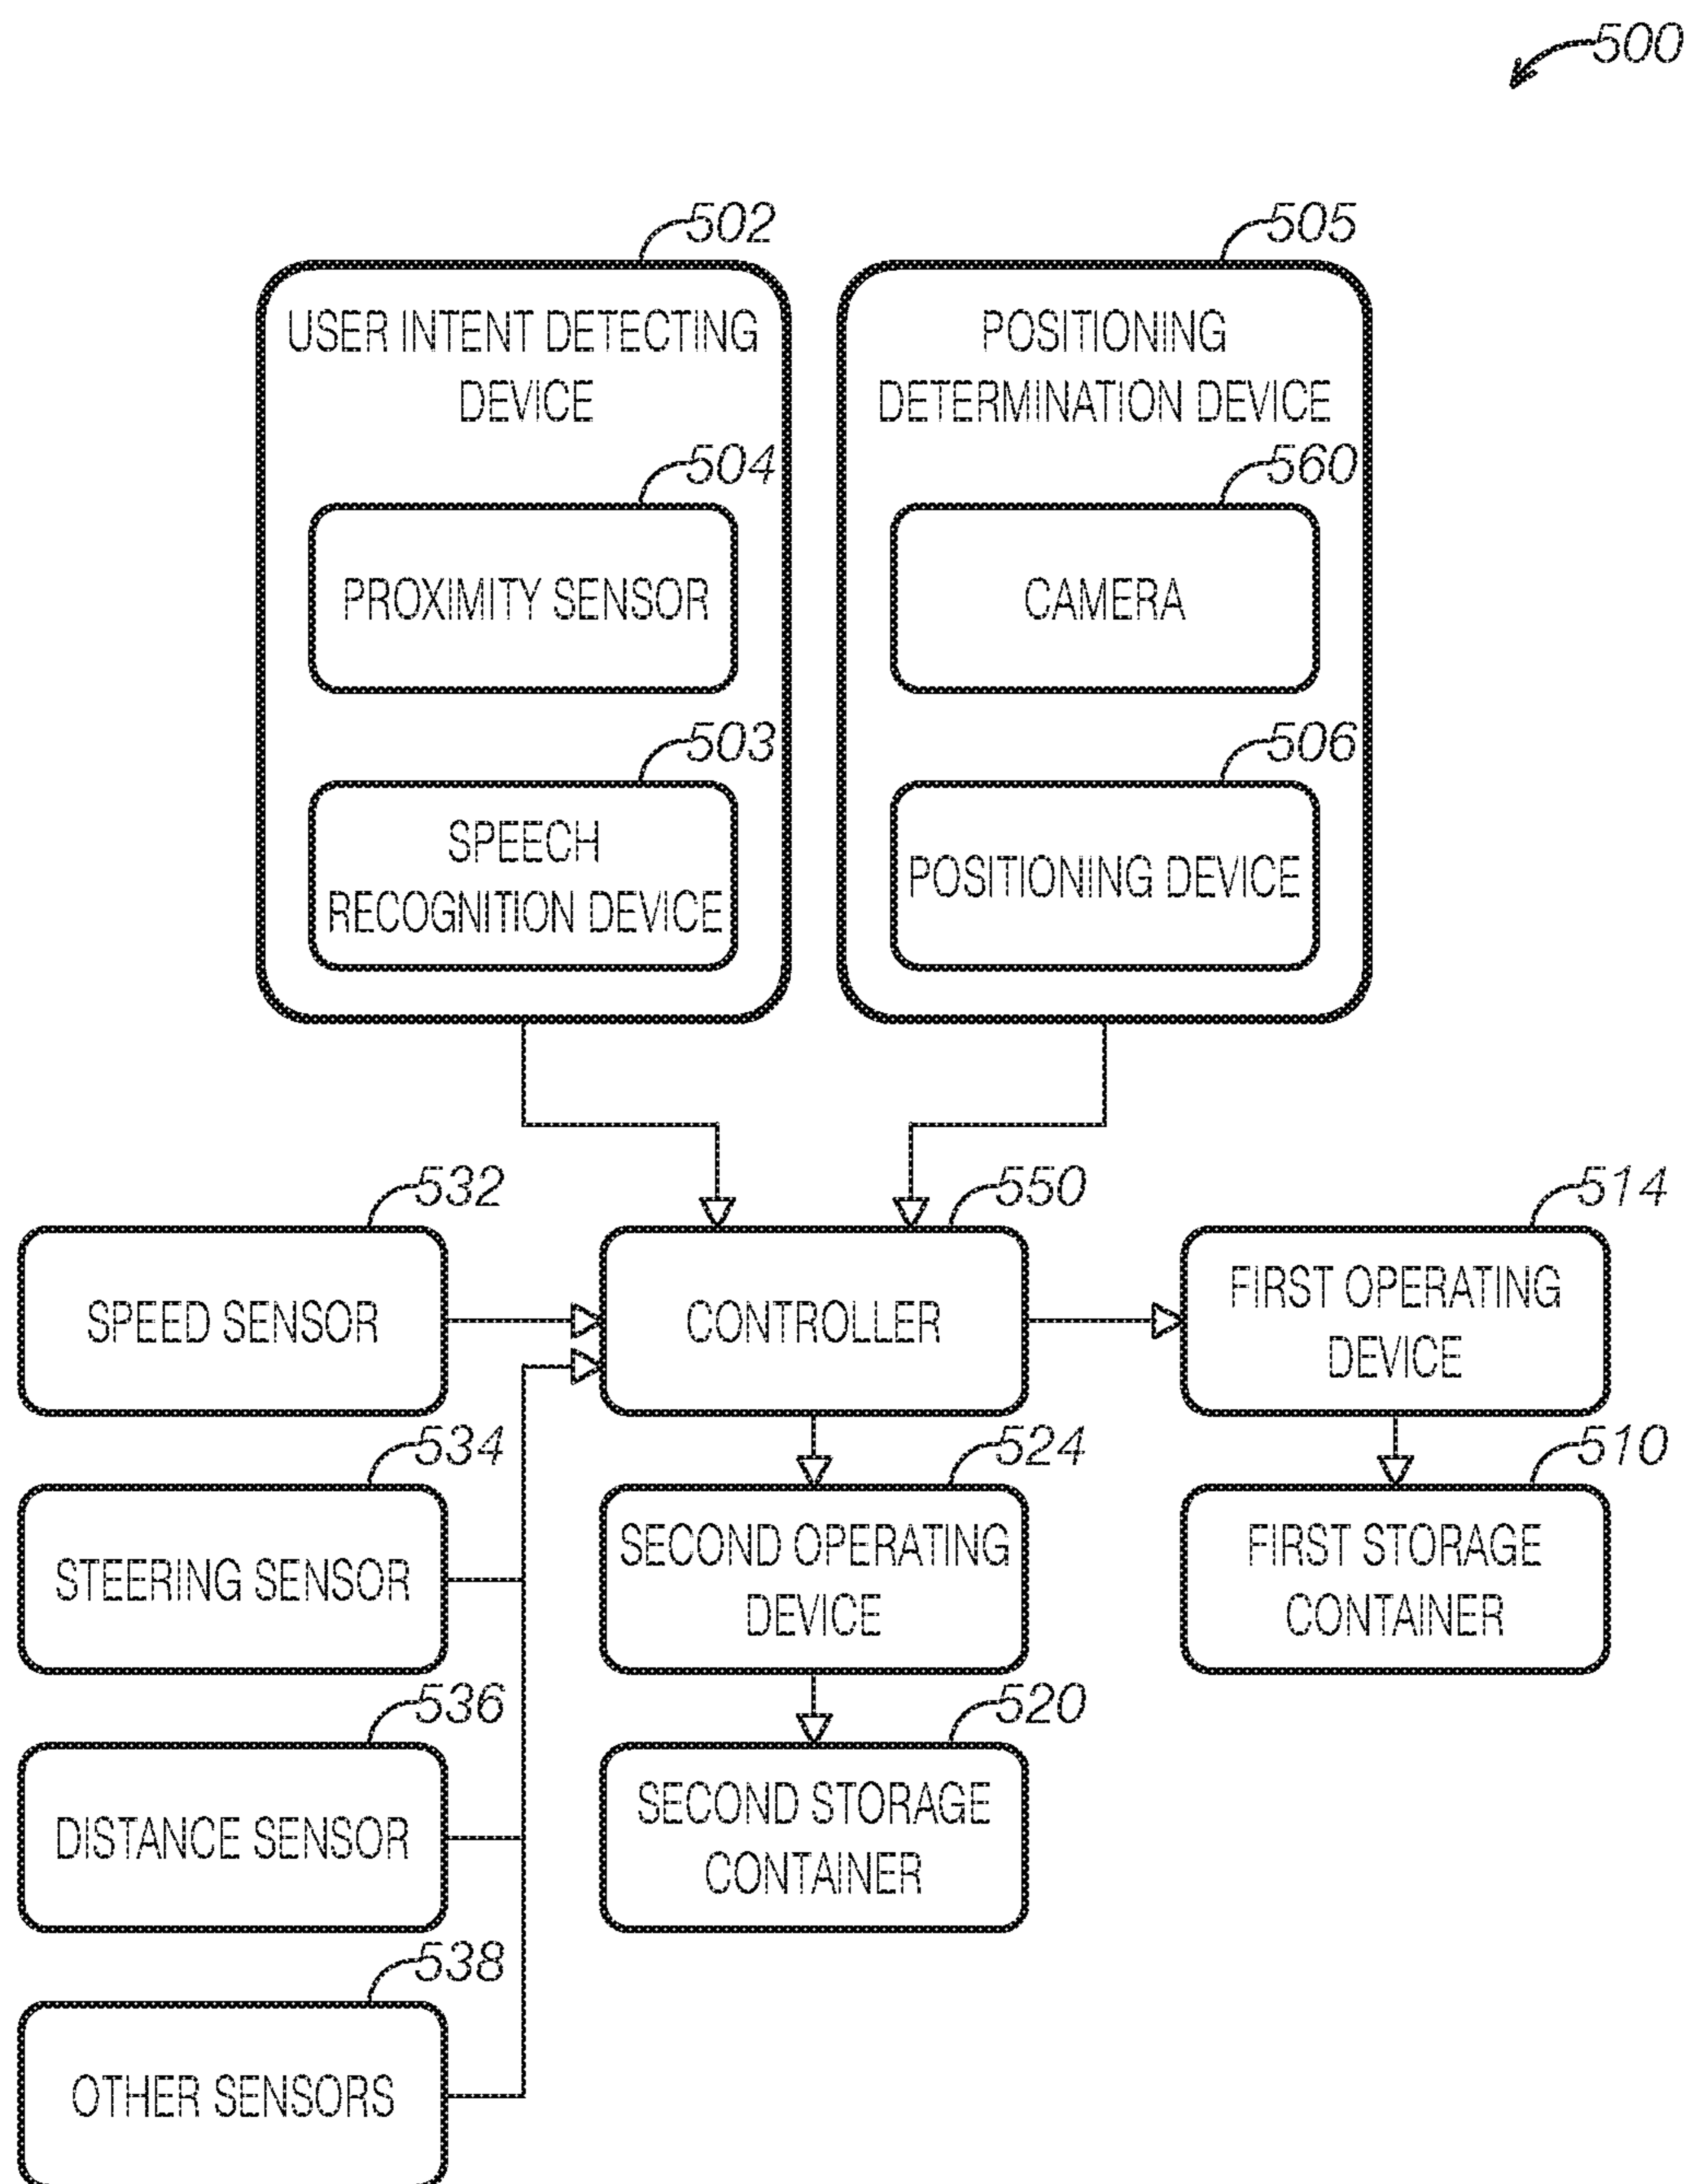 500
502
USER INTENT DETECTING
DEVICE
504
PROXIMITY SENSOR
503
SPEECH
RECOGNITION DEVICE
505
POSITIONING
DETERMINATION DEVICE
560
CAMERA
506
POSITIONING DEVICE
532
SPEED SENSOR
550
CONTROLLER
514
FIRST OPERATING
DEVICE
534
STEERING SENSOR
524
SECOND OPERATING
DEVICE
510
FIRST STORAGE
CONTAINER
536
DISTANCE SENSOR
520
SECOND STORAGE
CONTAINER
538
OTHER SENSORS